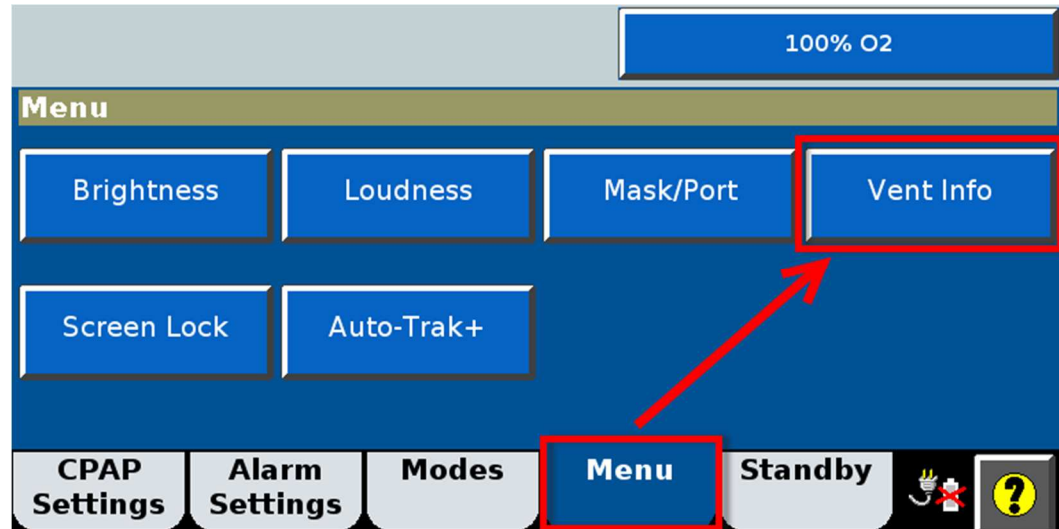 100% O2
Menu
Brightness
Loudness
Mask/Port
Vent Info
Screen Lock
Auto-Trak+
CPAP
Settings
Alarm
Settings
Modes
Menu
Standby
?